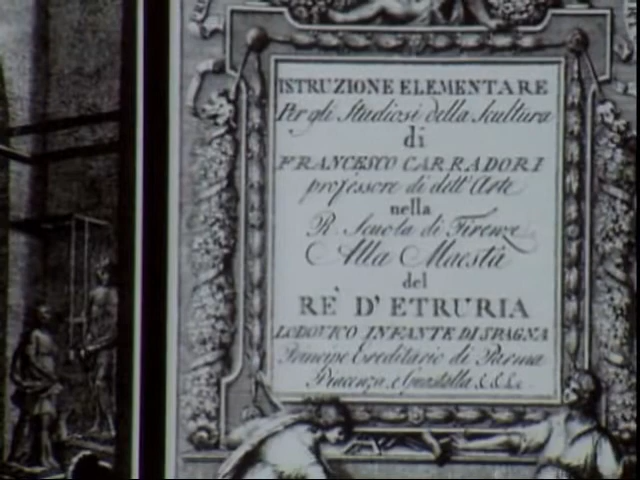 ISTRUZIONE ELEMENTARE
Per gli Studiosi della Scultura
di
FRANCESCO CARRADORI
professore di dett'Arte
nella
R. Scuola di Firenze
Alla Maestà
del
RÈ D'ETRURIA
LODOVICO INFANTE DI SPAGNA
Principe Ereditario di Parma
Piacenza, e Guastalla &.&.&.